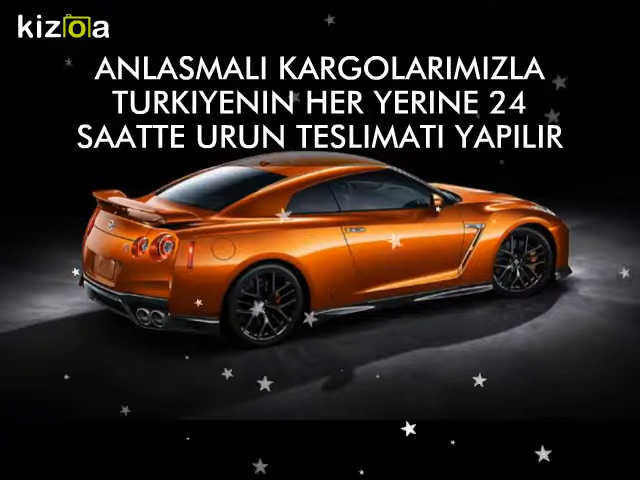 kizoa
ANLASMALI KARGOLARIMIZLA
TURKIYENIN HER YERINE 24
SAATTE URUN TESLIMATI YAPILIR